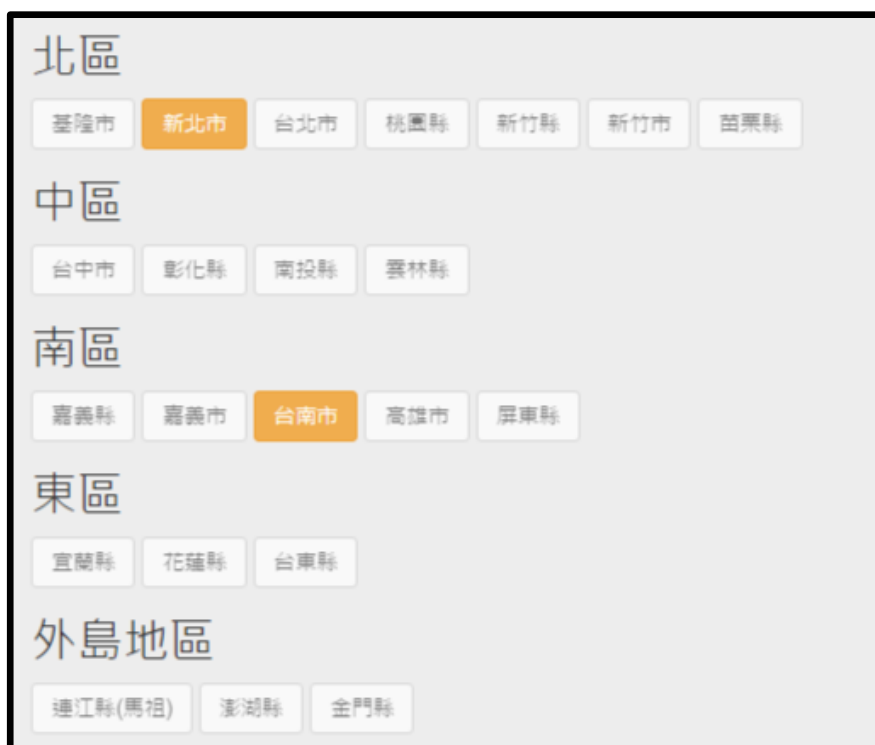 北區
基隆市 新北市 台北市 桃園縣 新竹縣 新竹市 苗栗縣
中區
台中市 彰化縣 南投縣 雲林縣
南區
嘉義縣 嘉義市 台南市 高雄市 屏東縣
東區
宜蘭縣 花蓮縣 台東縣
外島地區
連江縣(馬祖) 澎湖縣 金門縣